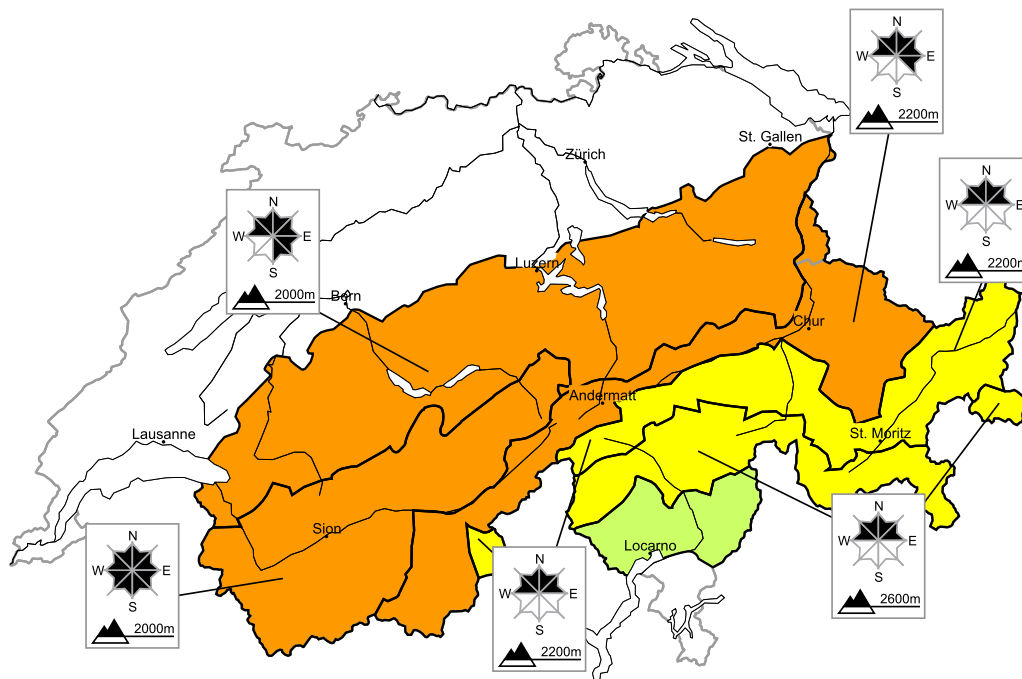 N
W E
S
2200m
St. Gallen
Zürich
N
W E
S
2200m
N
W E
S
2000m
Luzern
Bern
Chur
Andermatt
Lausanne
St. Moritz
Sion
Locarno
N
W E
S
2000m
N
W E
S
2200m
N
W E
S
2600m